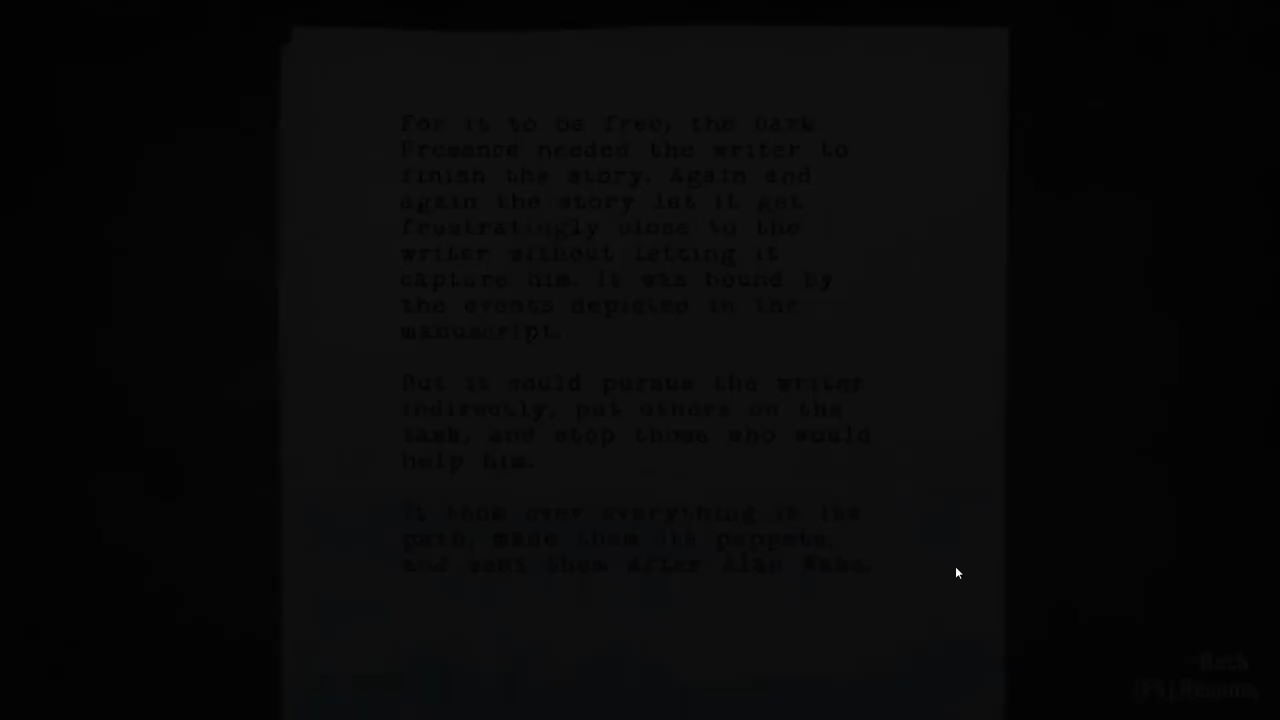 For it to be free, the Dark
Presence needed the writer to
finish the story. Again and
again the story let it get
frustratingly close to the
writer without letting it
capture him. It was bound by
the events depicted in the
manuscript.
But it could pursue the writer
indirectly, put others on the
task, and stop those who would
help him.
It took over everything in its
path, made them its puppets,
and sent them after Alan Wake.
Back
Resume